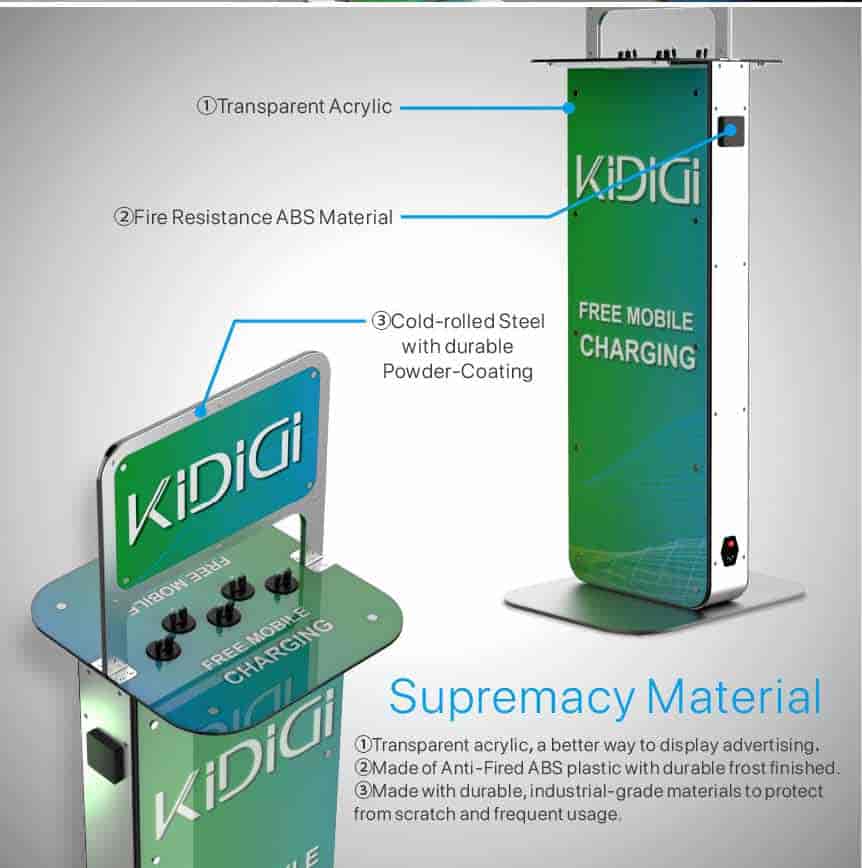 ①Transparent Acrylic
KiDiGi
②Fire Resistance ABS Material
FREE MOBILE
CHARGING
③Cold-rolled Steel
with durable
Powder-Coating
KiDiGi
FREE MOBILE
FREE MOBILE
CHARGING
KiDiGi
Supremacy Material
①Transparent acrylic, a better way to display advertising.
②Made of Anti-Fired ABS plastic with durable frost finished.
③Made with durable, industrial-grade materials to protect
from scratch and frequent usage.
KiDiGi